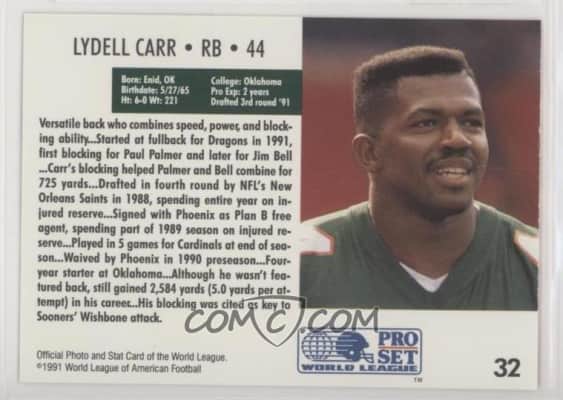 LYDELL CARR • RB • 44
Born: Enid, OK
Birthdate: 5/27/65
Ht: 6-0 Wt: 221
College: Oklahoma
Pro Exp: 2 years
Drafted 3rd round '91
Versatile back who combines speed, power, and block-
ing ability...Started at fullback for Dragons in 1991,
first blocking for Paul Palmer and later for Jim Bell
...Carr's blocking helped Palmer and Bell combine for
725 yards...Drafted in fourth round by NFL's New
Orleans Saints in 1988, spending entire year on in-
jured reserve...Signed with Phoenix as Plan B free
agent, spending part of 1989 season on injured re-
serve...Played in 5 games for Cardinals at end of sea-
son...Waived by Phoenix in 1990 preseason...Four-
year starter at Oklahoma...Although he wasn't fea-
tured back, still gained 2,584 yards (5.0 yards per at-
tempt) in his career...His blocking was cited as key to
Sooners' Wishbone attack.
COMC.COM
Official Photo and Stat Card of the World League.
©1991 World League of American Football
PRO
SET
WORLD LEAGUE
TM
32